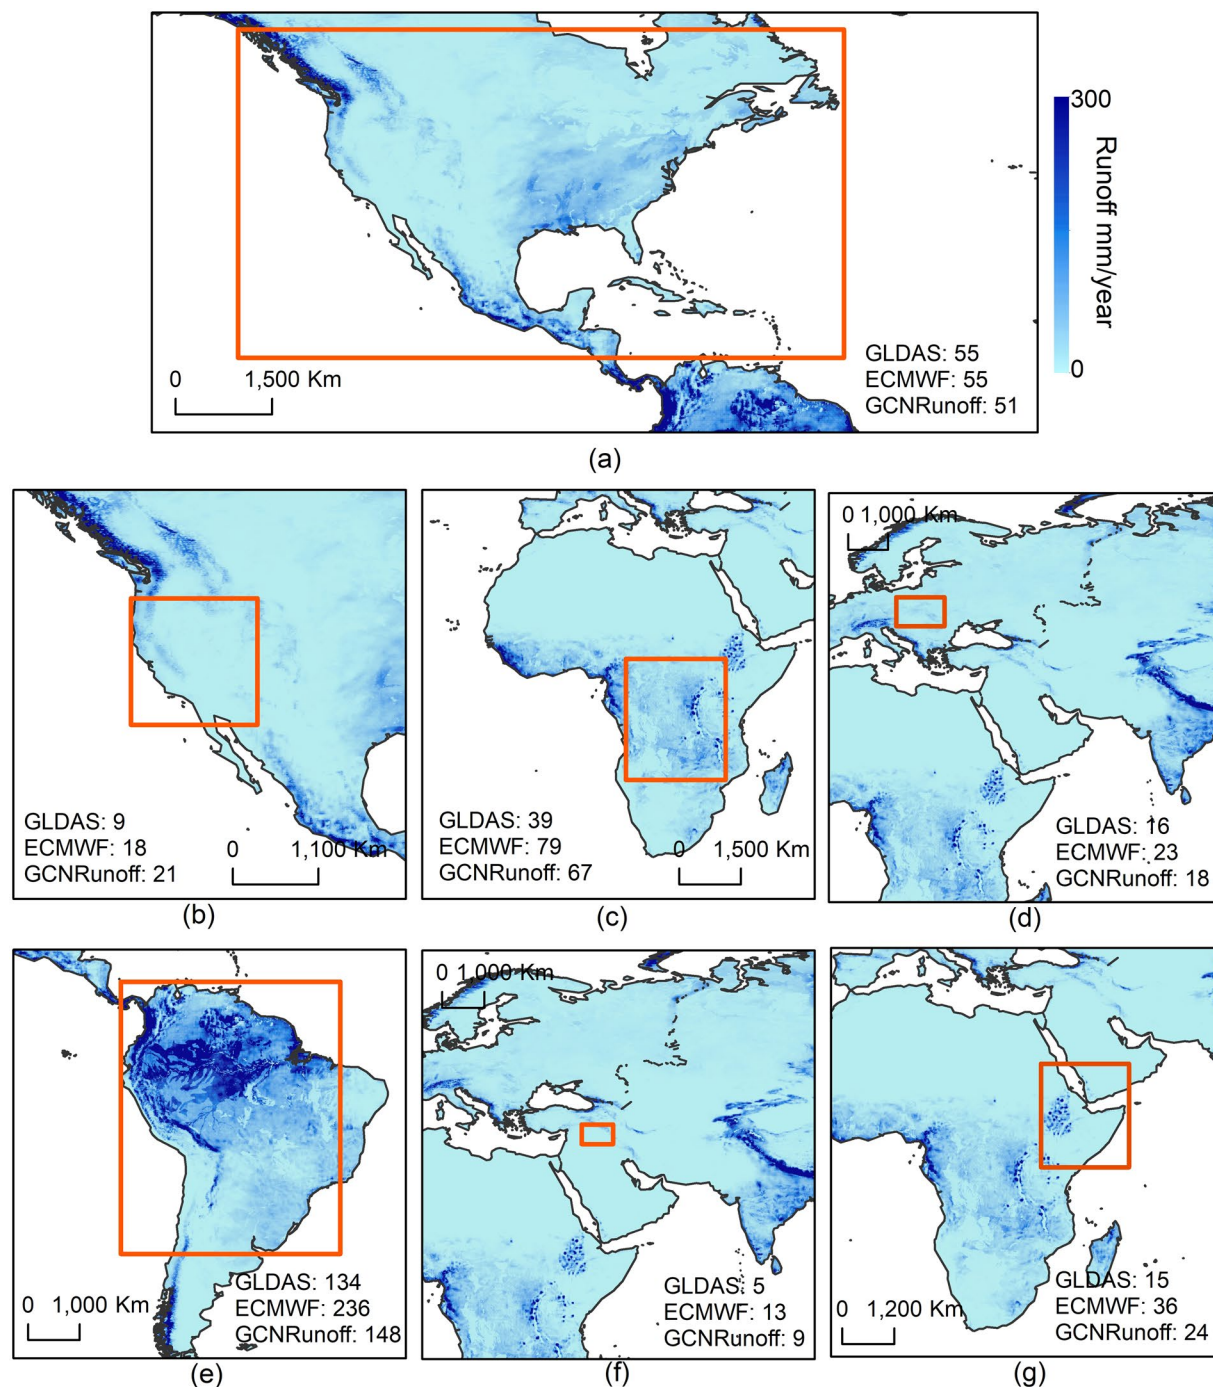 300
Runoff mm/year
0
GLDAS: 55
ECMWF: 55
GCNRunoff: 51
0 1,500 Km
(a)
GLDAS: 9
ECMWF: 18
GCNRunoff: 21
0 1,100 Km
(b)
GLDAS: 39
ECMWF: 79
GCNRunoff: 67
0 1,500 Km
(c)
0 1,000 Km
GLDAS: 16
ECMWF: 23
GCNRunoff: 18
(d)
0 1,000 Km
GLDAS: 134
ECMWF: 236
GCNRunoff: 148
(e)
0 1,000 Km
GLDAS: 5
ECMWF: 13
GCNRunoff: 9
(f)
0 1,200 Km
GLDAS: 15
ECMWF: 36
GCNRunoff: 24
(g)